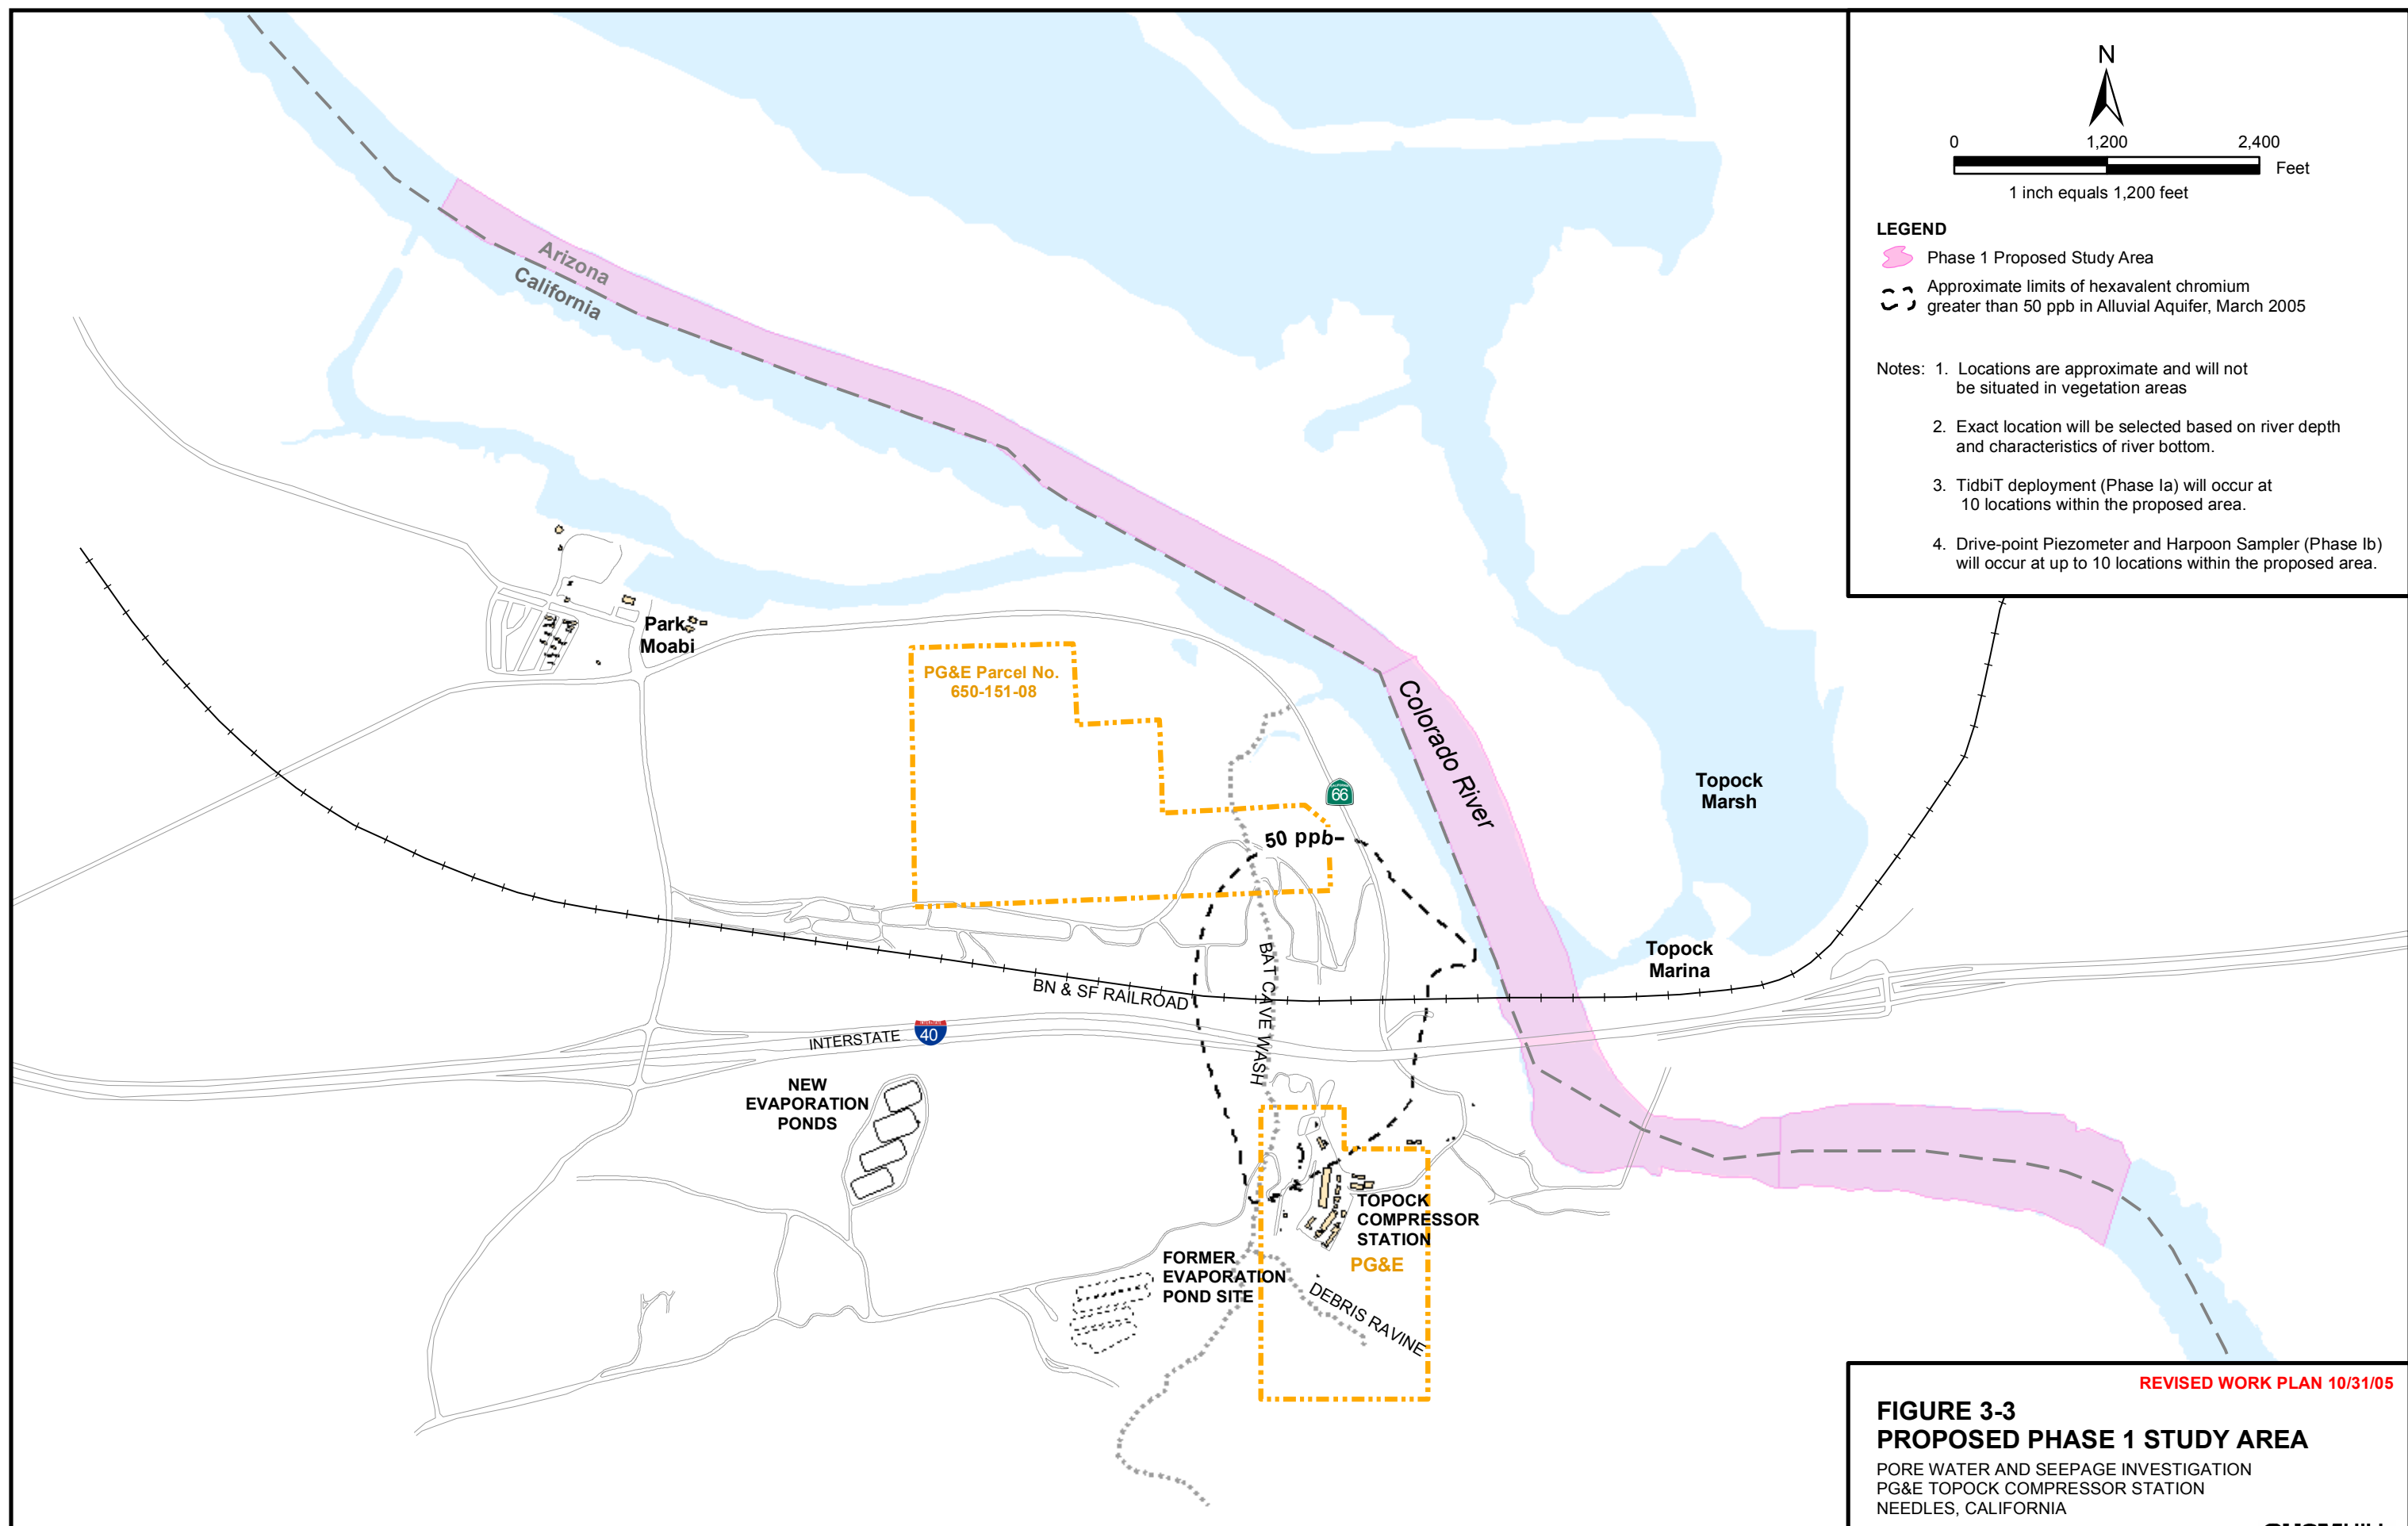 N
0 1,200 2,400
Feet
1 inch equals 1,200 feet
LEGEND
Phase 1 Proposed Study Area
Approximate limits of hexavalent chromium
greater than 50 ppb in Alluvial Aquifer, March 2005
Notes: 1. Locations are approximate and will not
be situated in vegetation areas
2. Exact location will be selected based on river depth
and characteristics of river bottom.
3. TidbiT deployment (Phase Ia) will occur at
10 locations within the proposed area.
4. Drive-point Piezometer and Harpoon Sampler (Phase Ib)
will occur at up to 10 locations within the proposed area.
Arizona
California
Park
Moabi
PG&E Parcel No.
650-151-08
Colorado River
66
Topock
Marsh
50 ppb
Topock
Marina
BAT CAVE WASH
BN & SF RAILROAD
INTERSTATE
40
NEW
EVAPORATION
PONDS
TOPOCK
COMPRESSOR
STATION
PG&E
FORMER
EVAPORATION
POND SITE
DEBRIS RAVINE
REVISED WORK PLAN 10/31/05
FIGURE 3-3
PROPOSED PHASE 1 STUDY AREA
PORE WATER AND SEEPAGE INVESTIGATION
PG&E TOPOCK COMPRESSOR STATION
NEEDLES, CALIFORNIA